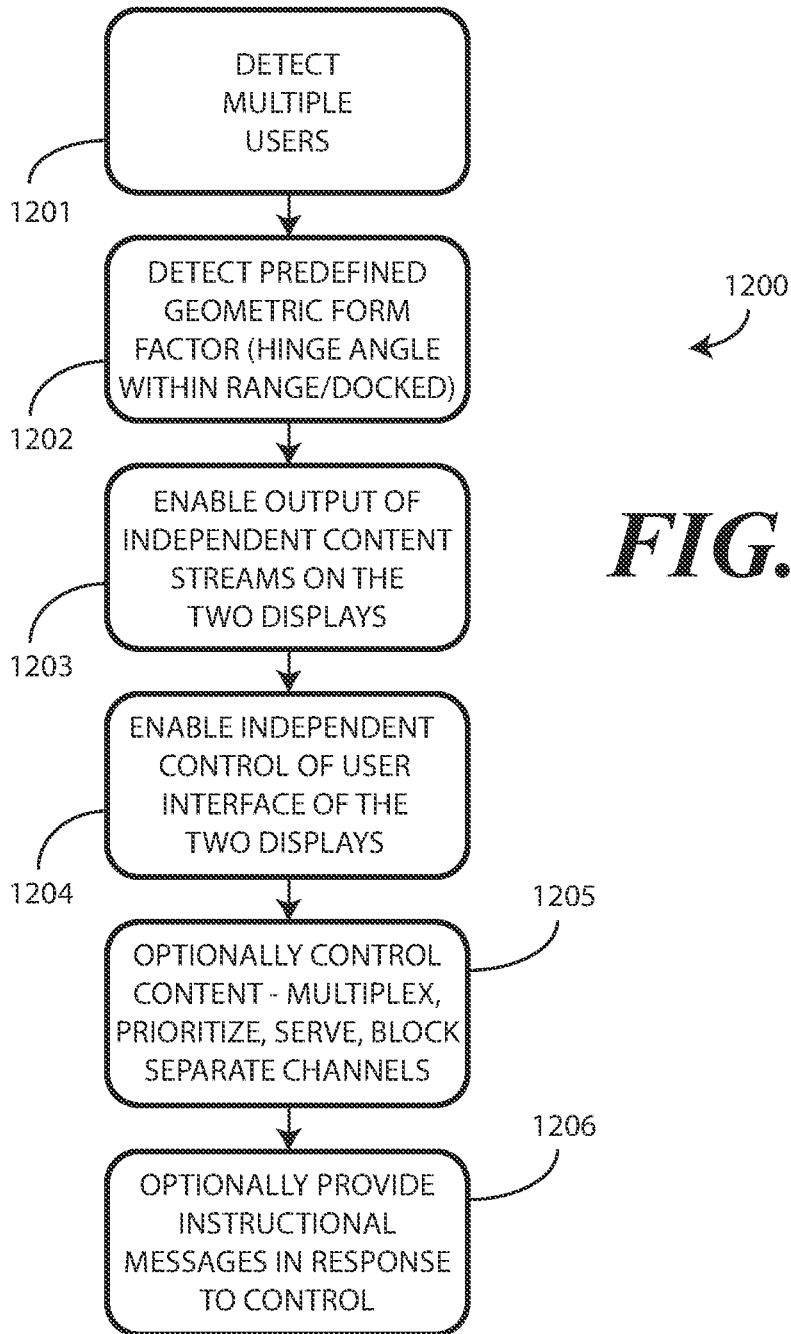 DETECT
MULTIPLE
USERS
1201
DETECT PREDEFINED
GEOMETRIC FORM
FACTOR (HINGE ANGLE
WITHIN RANGE/DOCKED)
1202
1200
ENABLE OUTPUT OF
INDEPENDENT CONTENT
STREAMS ON THE
TWO DISPLAYS
1203
FIG.
ENABLE INDEPENDENT
CONTROL OF USER
INTERFACE OF THE
TWO DISPLAYS
1204
1205
OPTIONALLY CONTROL
CONTENT - MULTIPLEX,
PRIORITIZE, SERVE, BLOCK
SEPARATE CHANNELS
1206
OPTIONALLY PROVIDE
INSTRUCTIONAL
MESSAGES IN RESPONSE
TO CONTROL